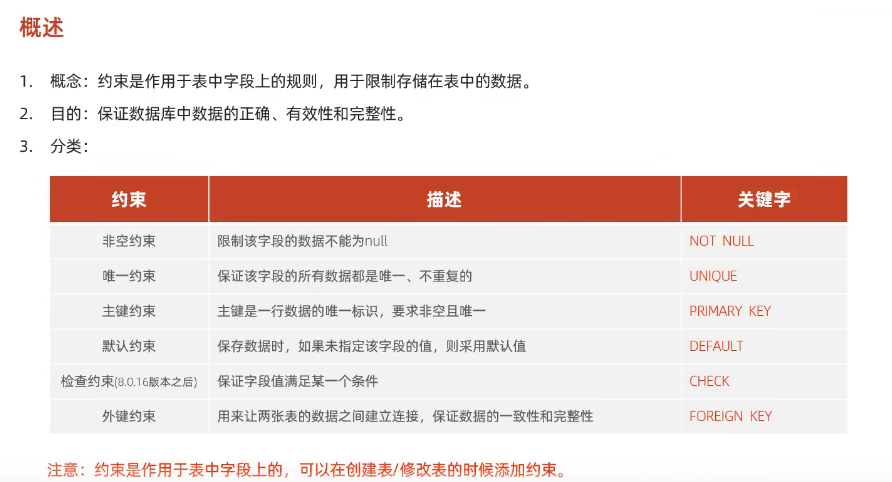 概述
1. 概念：约束是作用于表中字段上的规则，用于限制存储在表中的数据。
2. 目的：保证数据库中数据的正确、有效性和完整性。
3. 分类：
约束 描述 关键字
非空约束 限制该字段的数据不能为null NOT NULL
唯一约束 保证该字段的所有数据都是唯一、不重复的 UNIQUE
主键约束 主键是一行数据的唯一标识，要求非空且唯一 PRIMARY KEY
默认约束 保存数据时，如果未指定该字段的值，则采用默认值 DEFAULT
检查约束(8.0.16版本之后) 保证字段值满足某一个条件 CHECK
外键约束 用来让两张表的数据之间建立连接，保证数据的一致性和完整性 FOREIGN KEY
注意：约束是作用于表中字段上的，可以在创建表/修改表的时候添加约束。